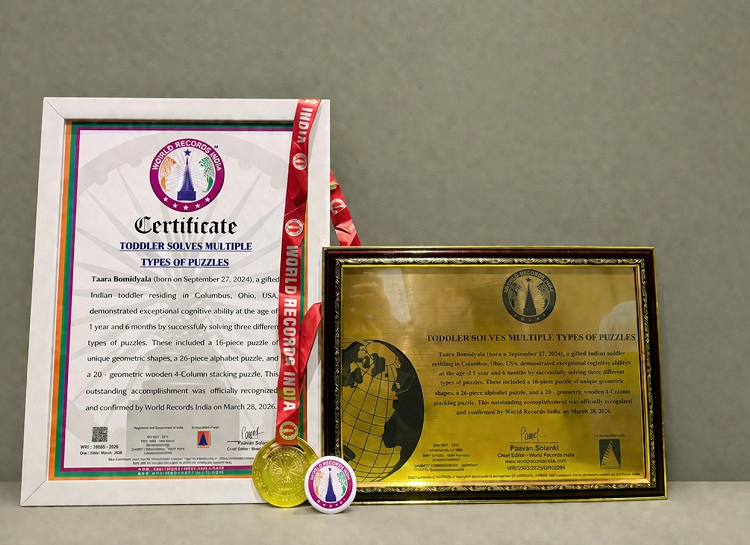 WORLD RECORDS INDIA
Certificate
TODDLER SOLVES MULTIPLE
TYPES OF PUZZLES
Taara Bomidyala (born on September 27, 2024), a gifted
Indian toddler residing in Columbus, Ohio, USA,
demonstrated exceptional cognitive ability at the age of
1 year and 6 months by successfully solving three different
types of puzzles. These included a 16-piece puzzle of
unique geometric shapes, a 26-piece alphabet puzzle, and
a 20 - geometric wooden 4-Column stacking puzzle. This
outstanding accomplishment was officially recognized
and confirmed by World Records India on March 28, 2026.
Paavan Solanki
INDIA
WORLD RECORDS INDIA
WORLD RECORDS INDIA
TODDLER SOLVES MULTIPLE TYPES OF PUZZLES
Taara Bomidyala (born a September 27, 2024), a gifted Indian toddler
residing in Columbus, Ohio, USA, demonstrated exceptional cognitive ability
at the age of 1 year and 6 months by successfully solving three different
types of puzzles. These included a 16-piece puzzle of unique geometric
shapes, a 26-piece alphabet puzzle, and a 20 - geometric wooden 4-Column
stacking puzzle. This outstanding accomplishment was officially recognized
and confirmed by World Records India on March 28, 2026.
Paavan Solanki
Chief Editor - World Records India